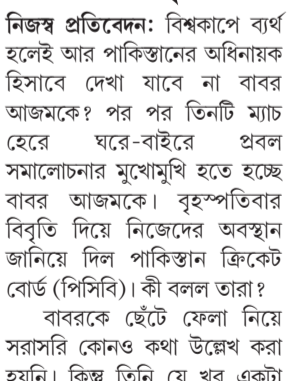 নিজস্ব প্রতিবেদন: বিশ্বকাপে ব্যর্থ
হলেই আর পাকিস্তানের অধিনায়ক
হিসাবে দেখা যাবে না বাবর
আজমকে? পর পর তিনটি ম্যাচ
হেরে ঘরে-বাইরে প্রবল
সমালোচনার মুখোমুখি হতে হচ্ছে
বাবর আজমকে। বৃহস্পতিবার
বিবৃতি দিয়ে নিজেদের অবস্থান
জানিয়ে দিল পাকিস্তান ক্রিকেট
বোর্ড (পিসিবি)। কী বলল তারা?
বাবরকে ছেঁটে ফেলা নিয়ে
সরাসরি কোনও কথা উল্লেখ করা
হয়নি। কিন্তু তিনি যে খুব একটা